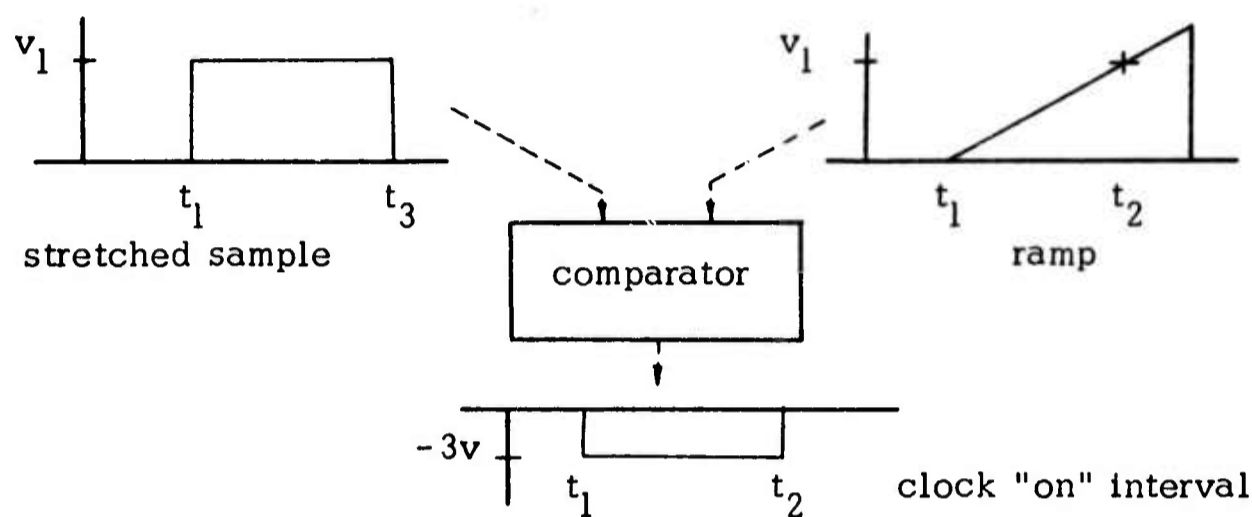 v1
t1 t3
stretched sample
v1
t1 t2
ramp
comparator
-3v
t1 t2
clock "on" interval